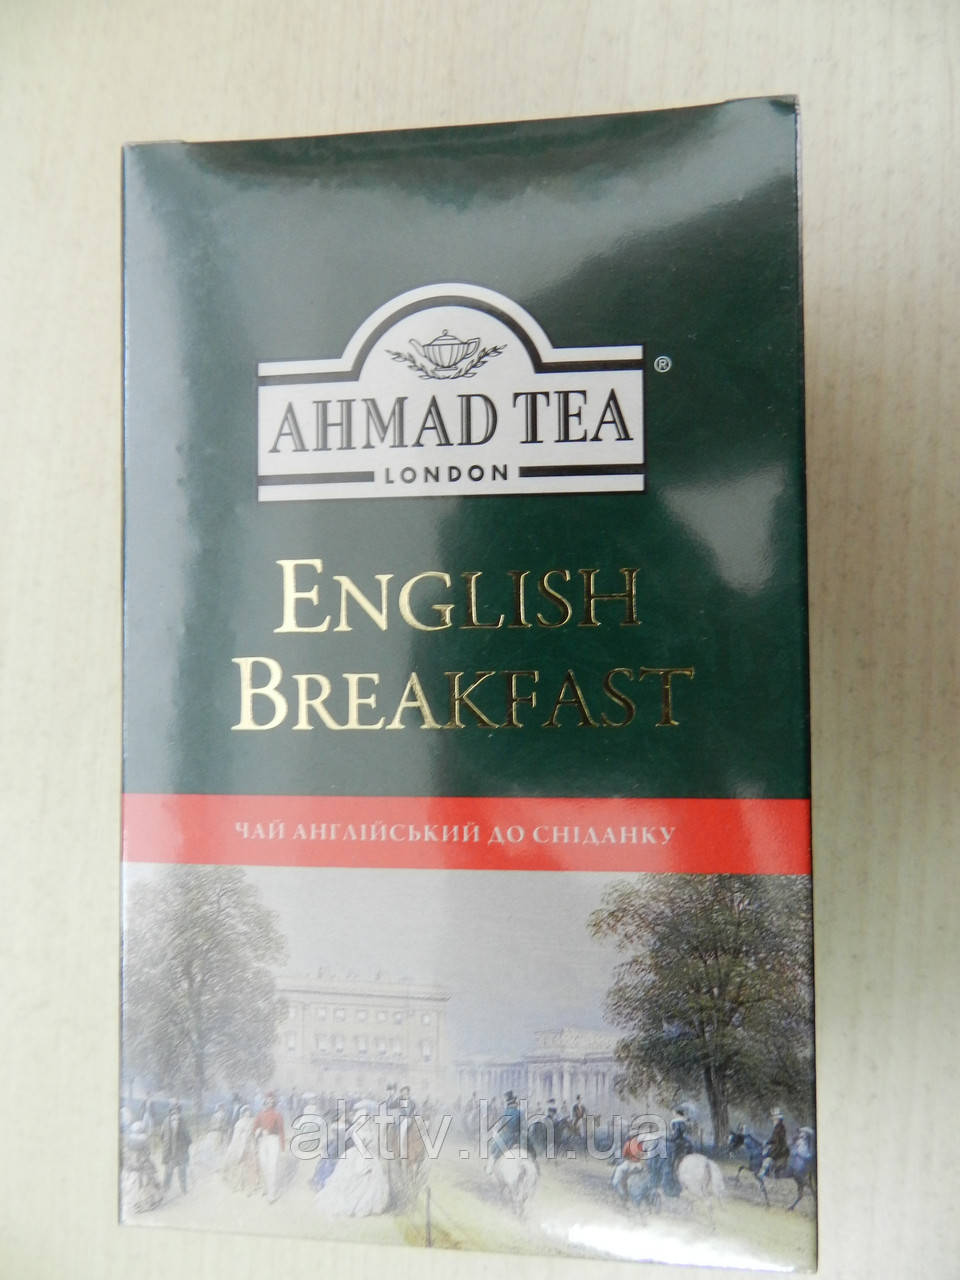 AHMAD TEA
®
LONDON
ENGLISH
BREAKFAST
ЧАЙ АНГЛІЙСЬКИЙ ДО СНІДАНКУ
aktiv.kh.ua